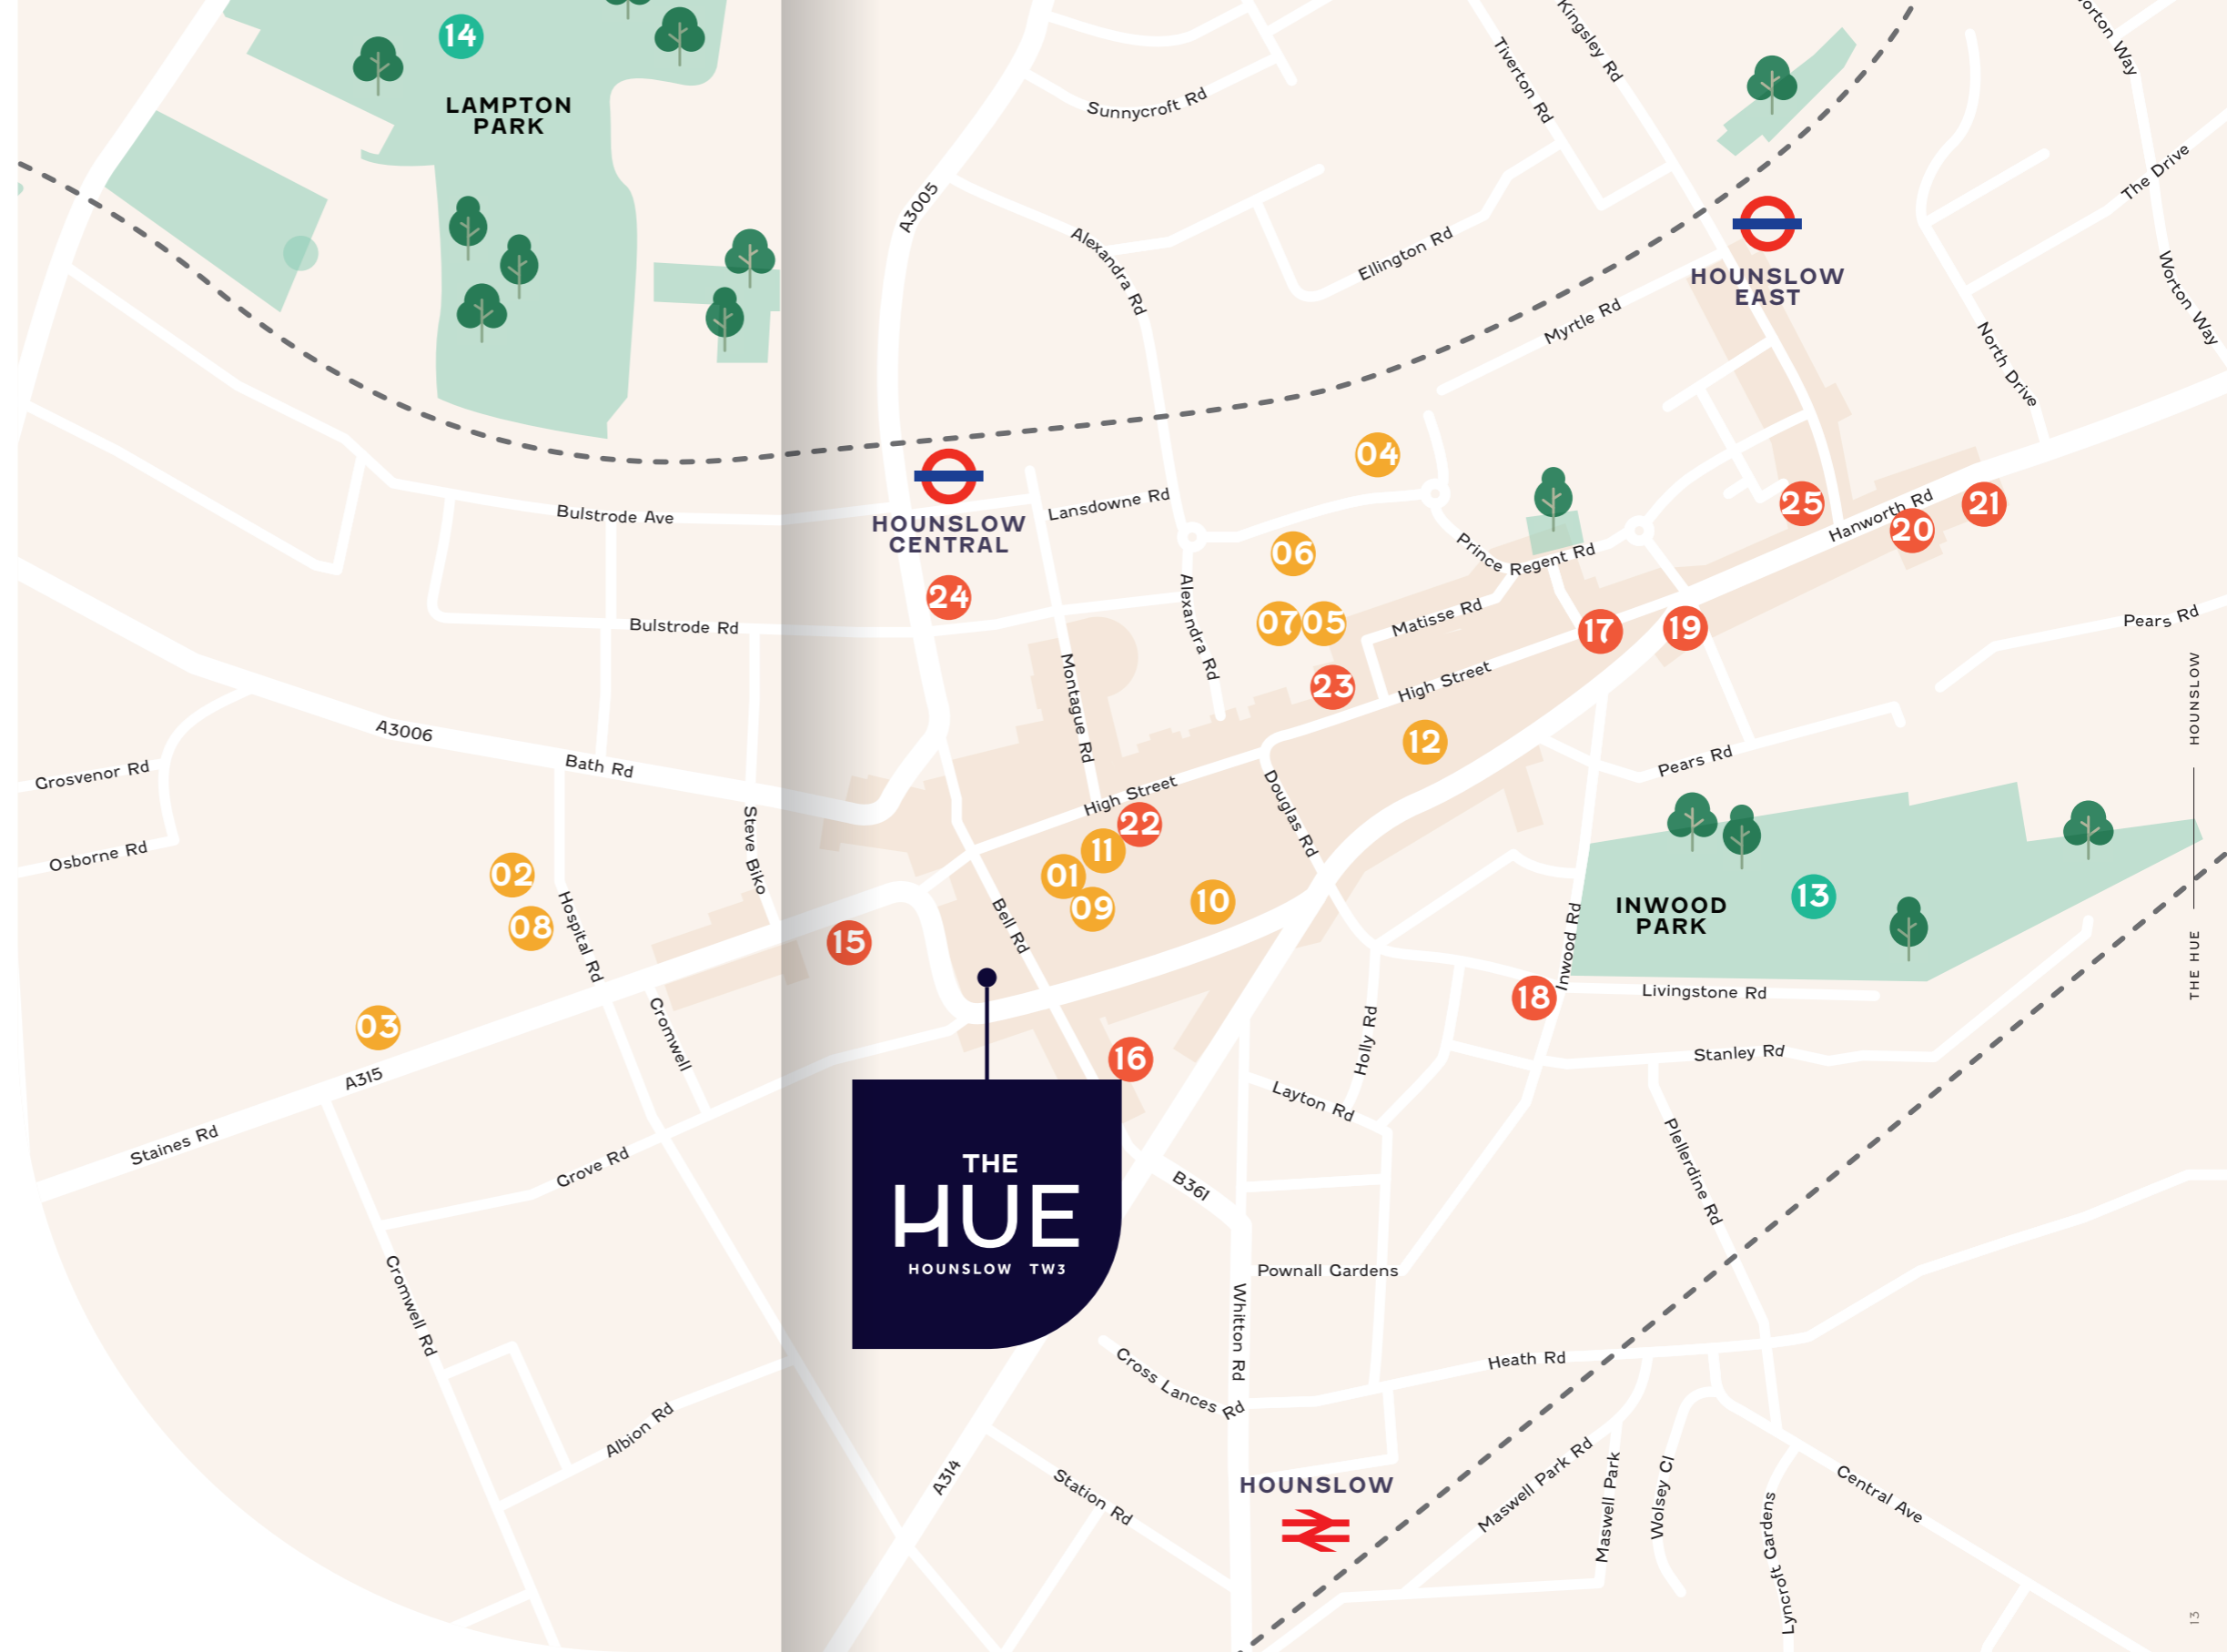 14
LAMPTON
PARK
Sunnycroft Rd
Tiverton Rd
Kingsley Rd
The Drive
A3005
Alexandra Rd
Ellington Rd
HOUNSLOW
EAST
Myrtle Rd
Worton Way
North Drive
04
HOUNSLOW
CENTRAL
Lansdowne Rd
Bulstrode Ave
06
Prince Regent Rd
25
Hanworth Rd
20
21
24
Alexandra Rd
07
05
Matisse Rd
17
19
Pears Rd
Bulstrode Rd
Montague Rd
23
High Street
12
Pears Rd
HOUNSLOW
THE HUE
A3006
Bath Rd
Grosvenor Rd
Osborne Rd
Steve Biko
High Street
22
11
01
09
10
Douglas Rd
02
08
Hospital Rd
Bell Rd
15
INWOOD
PARK
13
Inwood Rd
18
Livingstone Rd
Stanley Rd
03
A315
Cromwell
16
Holly Rd
Layton Rd
Staines Rd
Grove Rd
Plellerdine Rd
THE
HUE
HOUNSLOW TW3
B361
Pownall Gardens
Whitton Rd
Cromwell Rd
Cross Lances Rd
Heath Rd
Albion Rd
A314
Station Rd
HOUNSLOW
Maswell Park Rd
Maswell Park
Wolsey Cl
Lyncroft Gardens
Central Ave
13